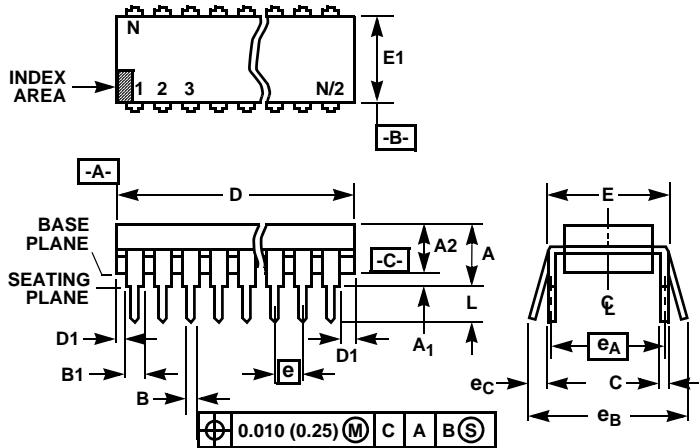 N
E1
INDEX
AREA
1 2 3 N/2
-B-
-A-
D
E
BASE
PLANE
A2
A
-C-
SEATING
PLANE
L
C
L
D1
A1
D1
eA
B1
e
eC
C
B
eB
0.010 (0.25) M C A B S